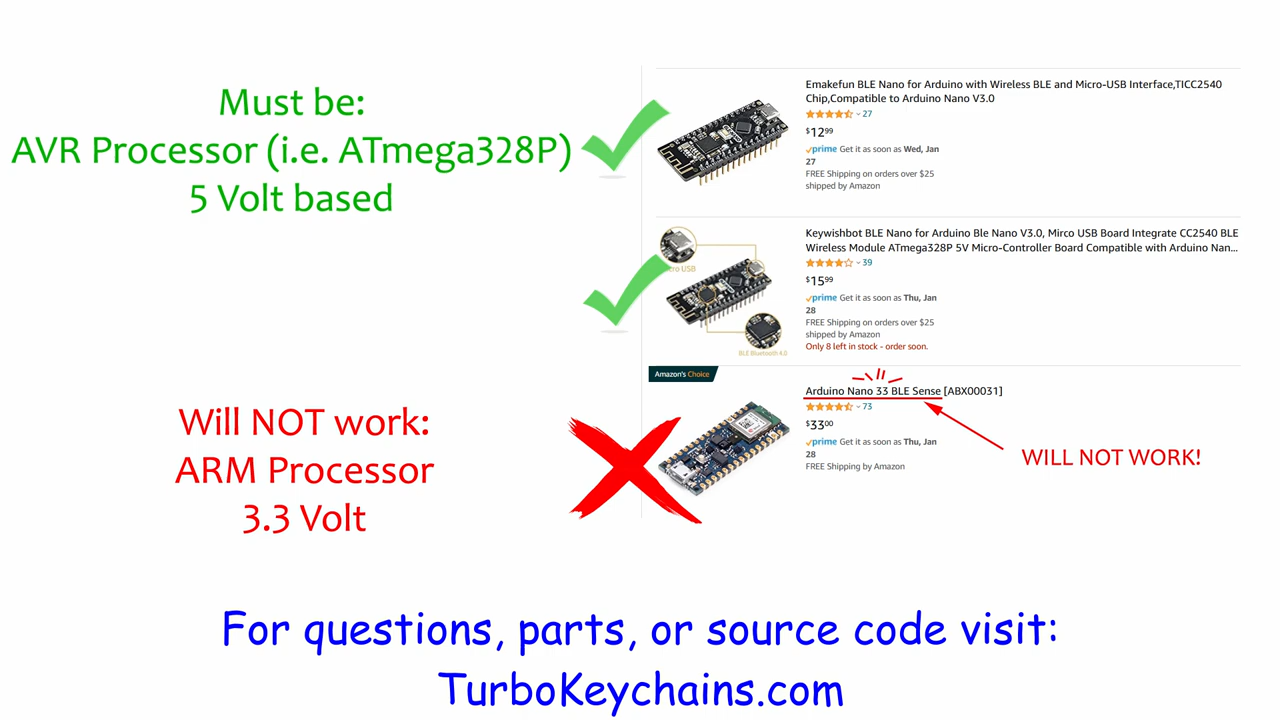 Must be:
AVR Processor (i.e. ATmega328P)
5 Volt based
Emakefun BLE Nano for Arduino with Wireless BLE and Micro-USB Interface,TICC2540
Chip,Compatible to Arduino Nano V3.0
27
$1299
prime Get it as soon as Wed, Jan
27
FREE Shipping on orders over $25
shipped by Amazon
Keywishbot BLE Nano for Arduino Ble Nano V3.0, Mirco USB Board Integrate CC2540 BLE
Wireless Module ATmega328P 5V Micro-Controller Board Compatible with Arduino Nan...
39
$1599
prime Get it as soon as Thu, Jan
28
FREE Shipping on orders over $25
shipped by Amazon
Only 8 left in stock - order soon.
USB
BLE Bluetooth 4.0
Amazon's Choice
Arduino Nano 33 BLE Sense [ABX00031]
73
$3300
prime Get it as soon as Thu, Jan
28
FREE Shipping by Amazon
WILL NOT WORK!
Will NOT work:
ARM Processor
3.3 Volt
For questions, parts, or source code visit:
TurboKeychains.com